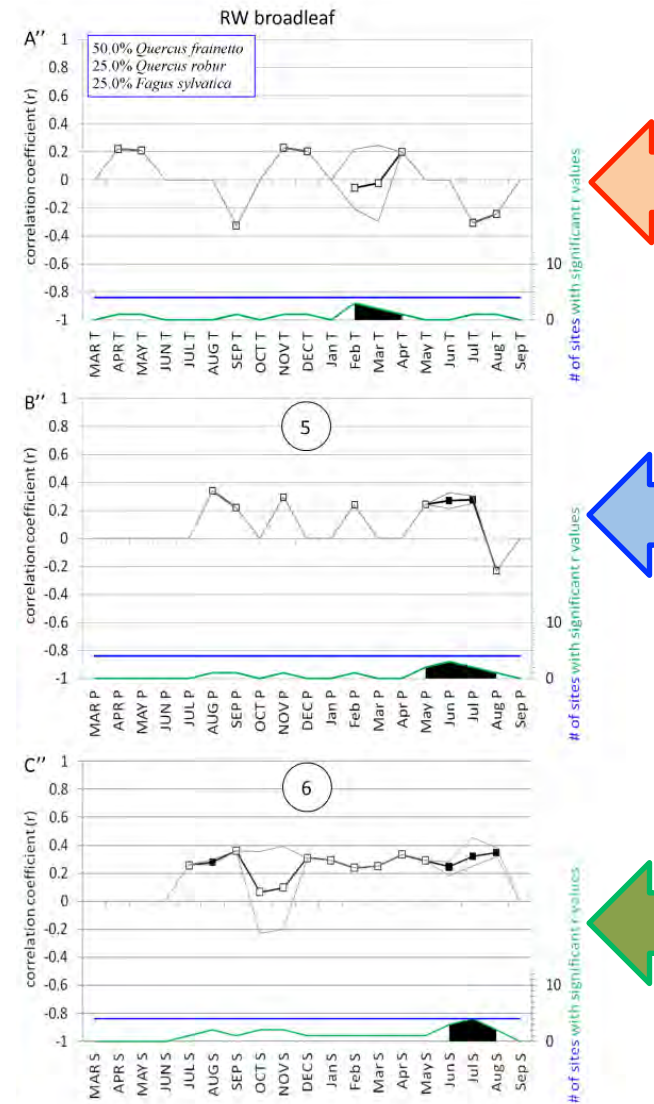 RW broadleaf
A’’
50.0% Quercus frainetto
25.0% Quercus robur
25.0% Fagus sylvatica
correlation coefficient (r)
1
0.8
0.6
0.4
0.2
0
-0.2
-0.4
-0.6
-0.8
-1
10
0
# of sites with significant r values
MAR T
APR T
MAY T
JUN T
JUL T
AUG T
SEP T
OCT T
NOV T
DEC T
Jan T
Feb T
Mar T
Apr T
May T
Jun T
Jul T
Aug T
Sep T
B’’
5
correlation coefficient (r)
1
0.8
0.6
0.4
0.2
0
-0.2
-0.4
-0.6
-0.8
-1
10
0
# of sites with significant r values
MAR P
APR P
MAY P
JUN P
JUL P
AUG P
SEP P
OCT P
NOV P
DEC P
Jan P
Feb P
Mar P
Apr P
May P
Jun P
Jul P
Aug P
Sep P
C’’
6
correlation coefficient (r)
1
0.8
0.6
0.4
0.2
0
-0.2
-0.4
-0.6
-0.8
-1
10
0
# of sites with significant r values
MAR S
APR S
MAY S
JUN S
JUL S
AUG S
SEP S
OCT S
NOV S
DEC S
Jan S
Feb S
Mar S
Apr S
May S
Jun S
Jul S
Aug S
Sep S